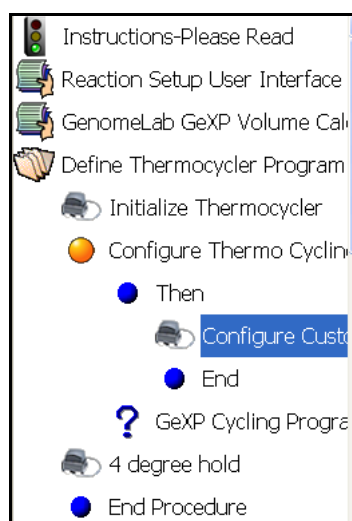 Instructions-Please Read
Reaction Setup User Interface
GenomeLab GeXP Volume Cal
Define Thermocycler Program
Initialize Thermocycler
Configure Thermo Cyclin
Then
Configure Custo
End
? GeXP Cycling Progra
4 degree hold
End Procedure